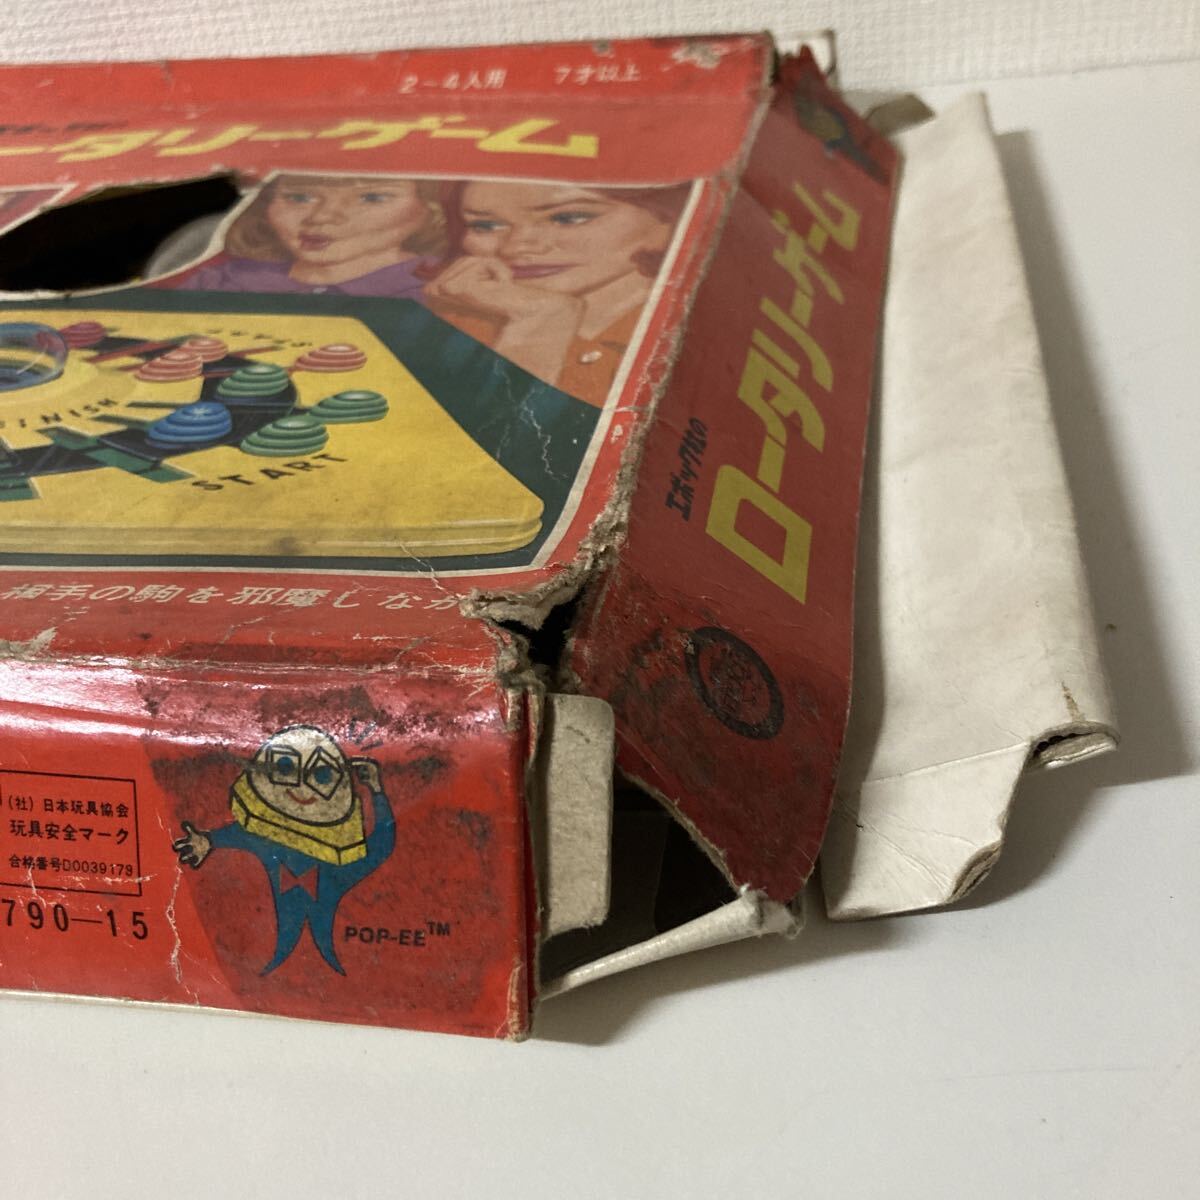 2-4人用 7才以上
ータリーゲーム
FINISH
START
相手の駒を邪魔しなが
エポック社の
ロータリーゲーム
(社)日本玩具協会
玩具安全マーク
合格番号D0039178
790-15
POP-EE™